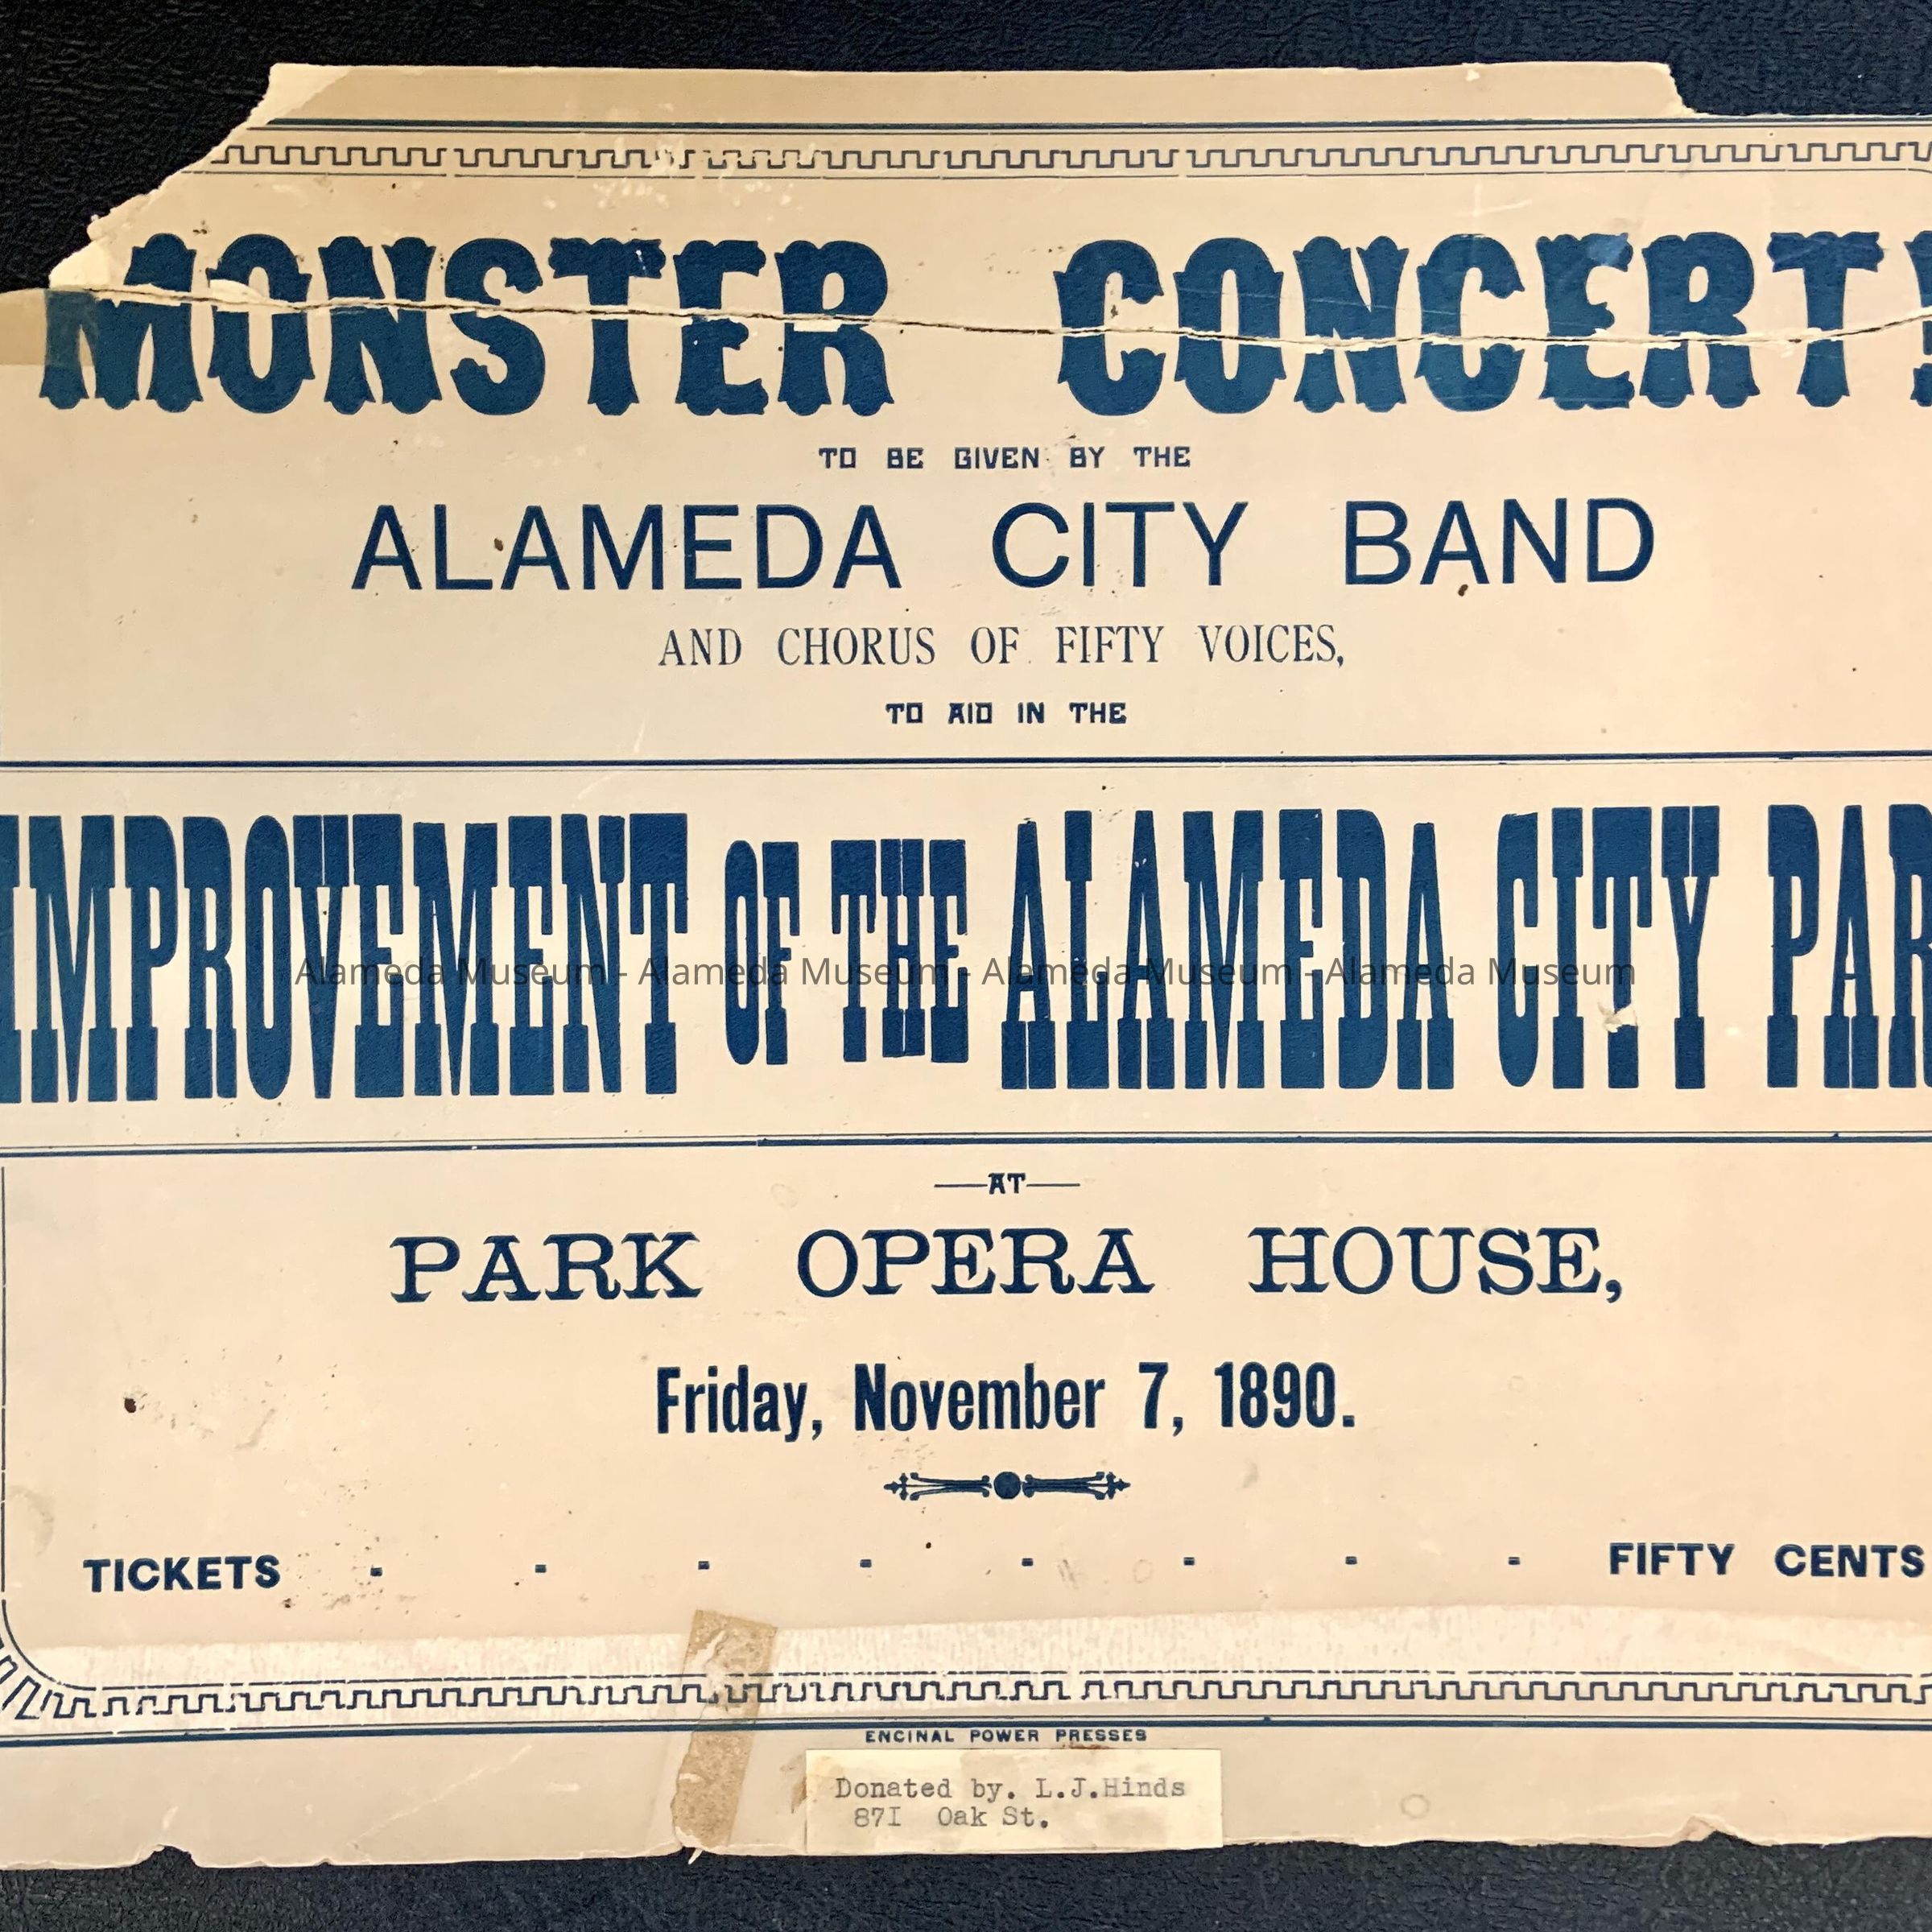 MONSTER CONCERT!
TO BE GIVEN BY THE
ALAMEDA CITY BAND
AND CHORUS OF FIFTY VOICES,
TO AID IN THE
IMPROVEMENT OF THE ALAMEDA CITY PAR
Alameda Museum - Alameda Museum - Alameda Museum - Alameda Museum
—AT—
PARK OPERA HOUSE,
Friday, November 7, 1890.
TICKETS - - - - - - - - FIFTY CENTS
ENCINAL POWER PRESSES
Donated by. L.J.Hinds
871 Oak St.